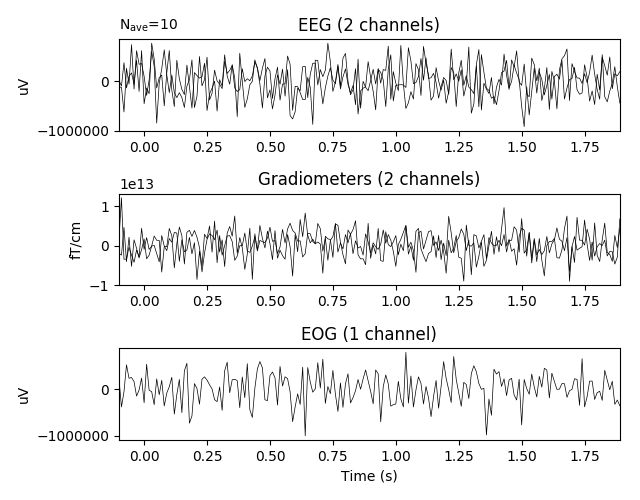 N_ave=10
EEG (2 channels)
uV
0
−1000000
0.00 0.25 0.50 0.75 1.00 1.25 1.50 1.75
1e13
Gradiometers (2 channels)
fT/cm
1
0
−1
0.00 0.25 0.50 0.75 1.00 1.25 1.50 1.75
EOG (1 channel)
uV
0
−1000000
0.00 0.25 0.50 0.75 1.00 1.25 1.50 1.75
Time (s)